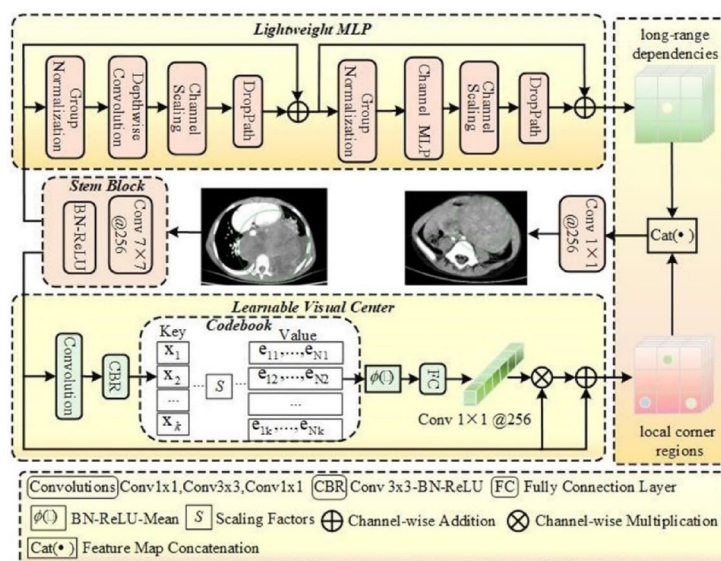 Lightweight MLP
long-range
dependencies
Group
Normalization
Depthwise
Convolution
Channel
Scaling
DropPath
Group
Normalization
Channel MLP
Channel
Scaling
DropPath
Stem Block
BN-ReLU
Conv 7×7
@256
Conv 1×1
@256
Cat(•)
Learnable Visual Center
Codebook
Key
Value
Convolution
CBR
x1
x2
...
xk
... S ...
e11,...,eN1
e12,...,eN2
...
e1k,...,eNk
ϕ(□)
FC
Conv 1×1 @256
local corner
regions
Convolutions Conv1x1,Conv3x3,Conv1x1 CBR Conv 3x3-BN-ReLU FC Fully Connection Layer
ϕ(□) BN-ReLU-Mean S Scaling Factors ⊕ Channel-wise Addition ⊗ Channel-wise Multiplication
Cat(•) Feature Map Concatenation